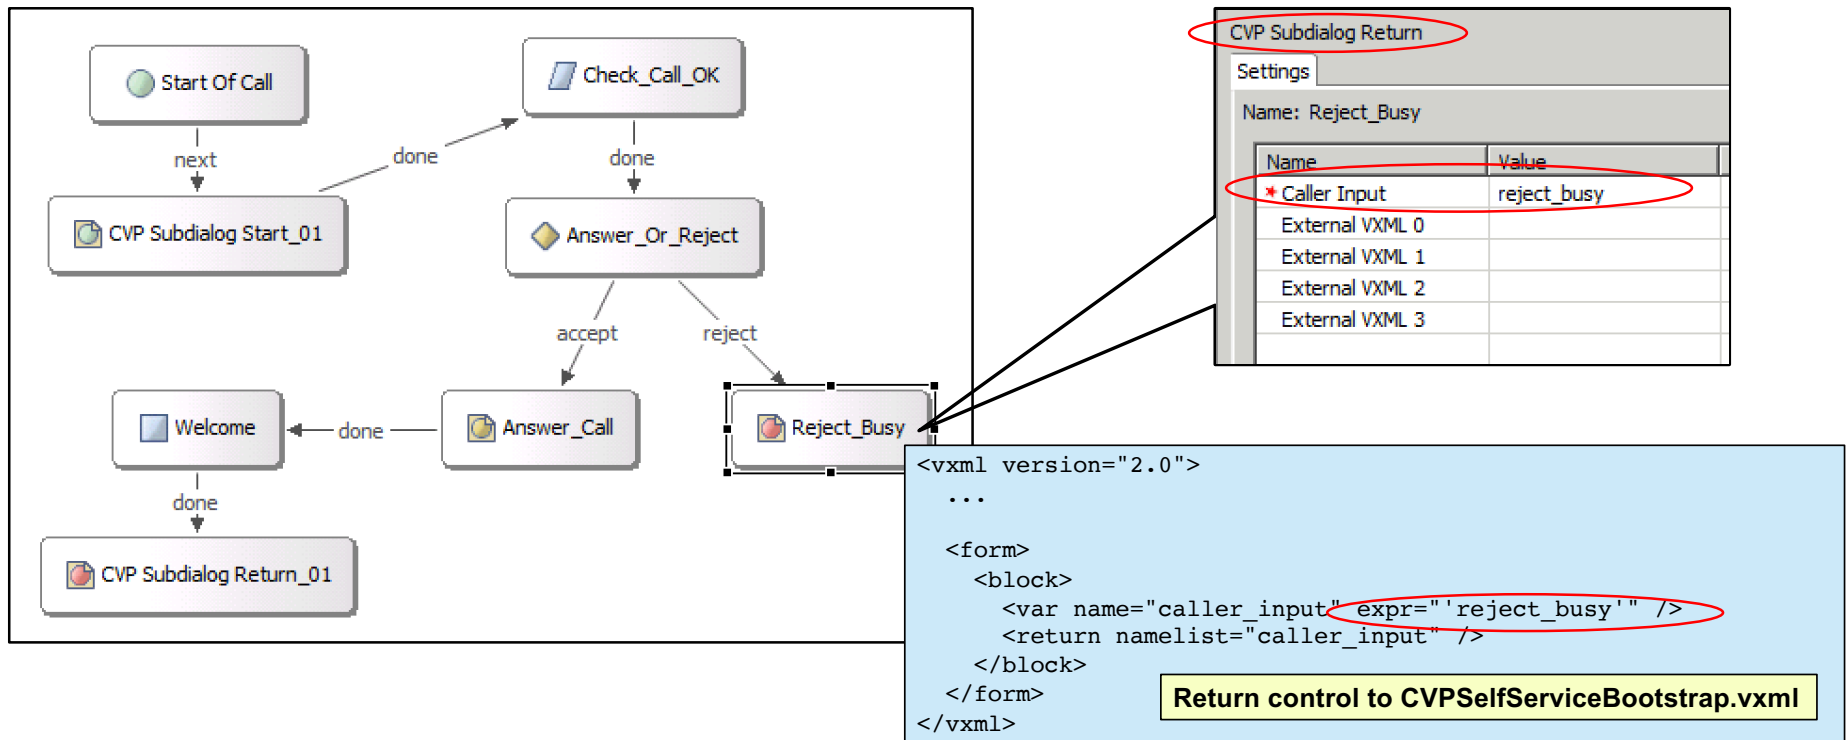 Start Of Call
next
CVP Subdialog Start_01
done
Check_Call_OK
done
Answer_Or_Reject
accept
reject
Welcome
done
Answer_Call
Reject_Busy
done
CVP Subdialog Return_01
CVP Subdialog Return
Settings
Name: Reject_Busy
Name Value
* Caller Input reject_busy
External VXML 0
External VXML 1
External VXML 2
External VXML 3
<vxml version="2.0">
...
<form>
<block>
<var name="caller_input" expr="'reject_busy'" />
<return namelist="caller_input" />
</block>
</form>
</vxml>
Return control to CVPSelfServiceBootstrap.vxml